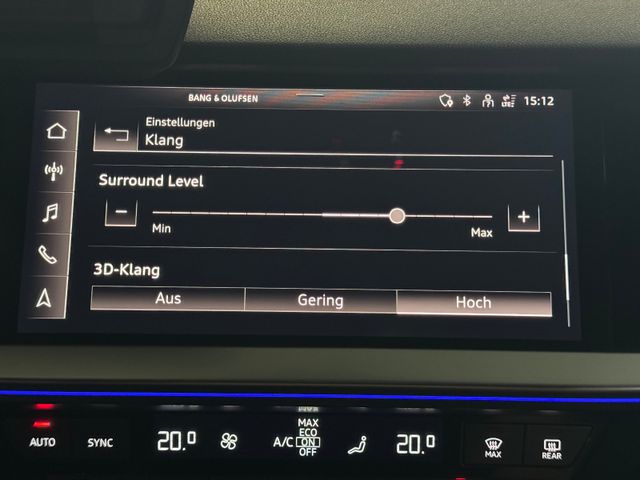 BANG & OLUFSEN
15:12
Einstellungen
Klang
Surround Level
− +
Min Max
3D-Klang
Aus Gering Hoch
AUTO SYNC 20.0 A/C MAX ECO ON OFF 20.0 MAX REAR